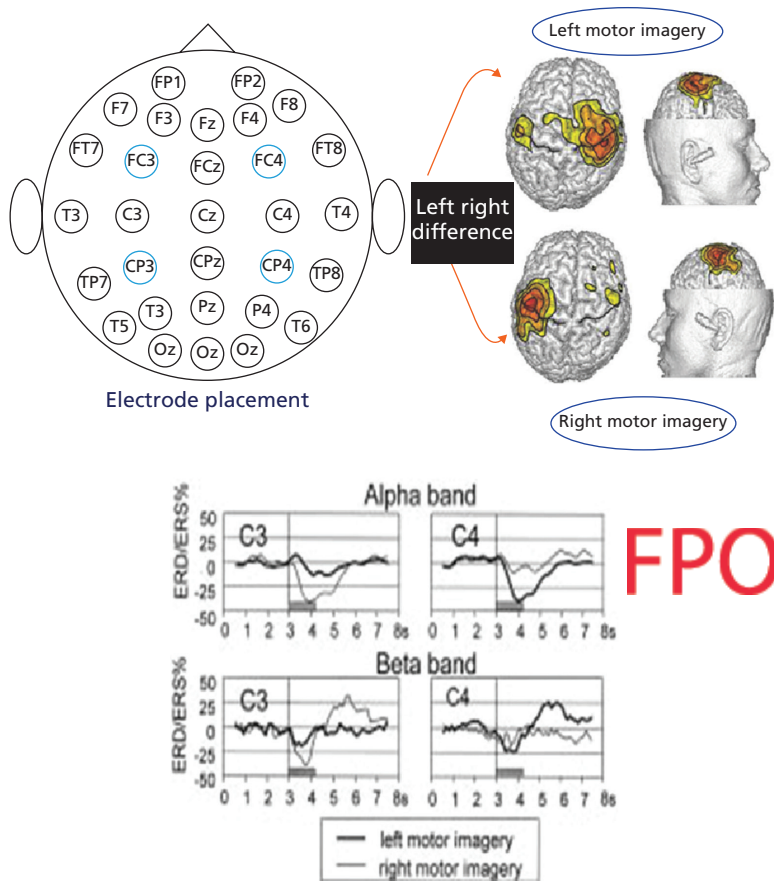 FP1 FP2
F7 F3 Fz F4 F8
FT7 FC3 FCz FC4 FT8
T3 C3 Cz C4 T4
TP7 CP3 CPz CP4 TP8
T5 T3 Pz P4 T6
Oz Oz Oz
Electrode placement
Left right
difference
Left motor imagery
Right motor imagery
Alpha band
ERD/ERS%
50
25
0
-25
-50
C3
0 1 2 3 4 5 6 7 8s
C4
0 1 2 3 4 5 6 7 8s
FPO
Beta band
ERD/ERS%
50
25
0
-25
-50
C3
0 1 2 3 4 5 6 7 8s
C4
0 1 2 3 4 5 6 7 8s
left motor imagery
right motor imagery